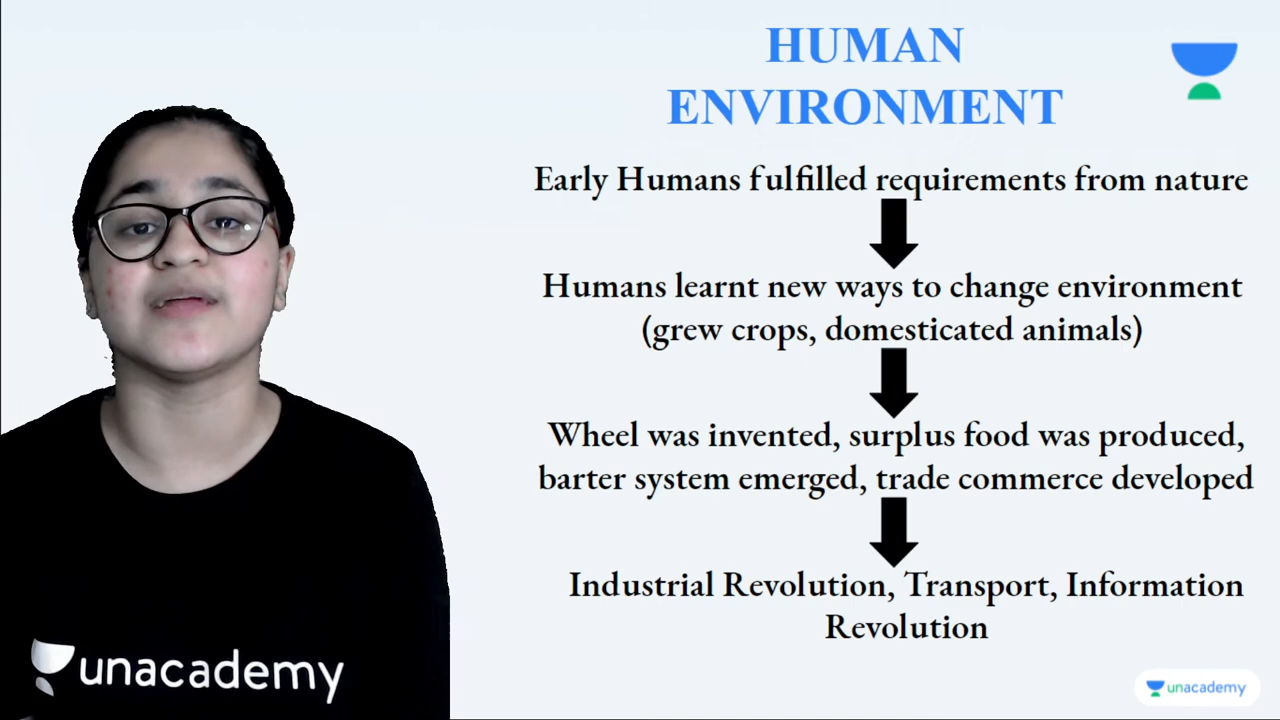 HUMAN
ENVIRONMENT
Early Humans fulfilled requirements from nature
Humans learnt new ways to change environment
(grew crops, domesticated animals)
Wheel was invented, surplus food was produced,
barter system emerged, trade commerce developed
Industrial Revolution, Transport, Information
Revolution
unacademy
unacademy